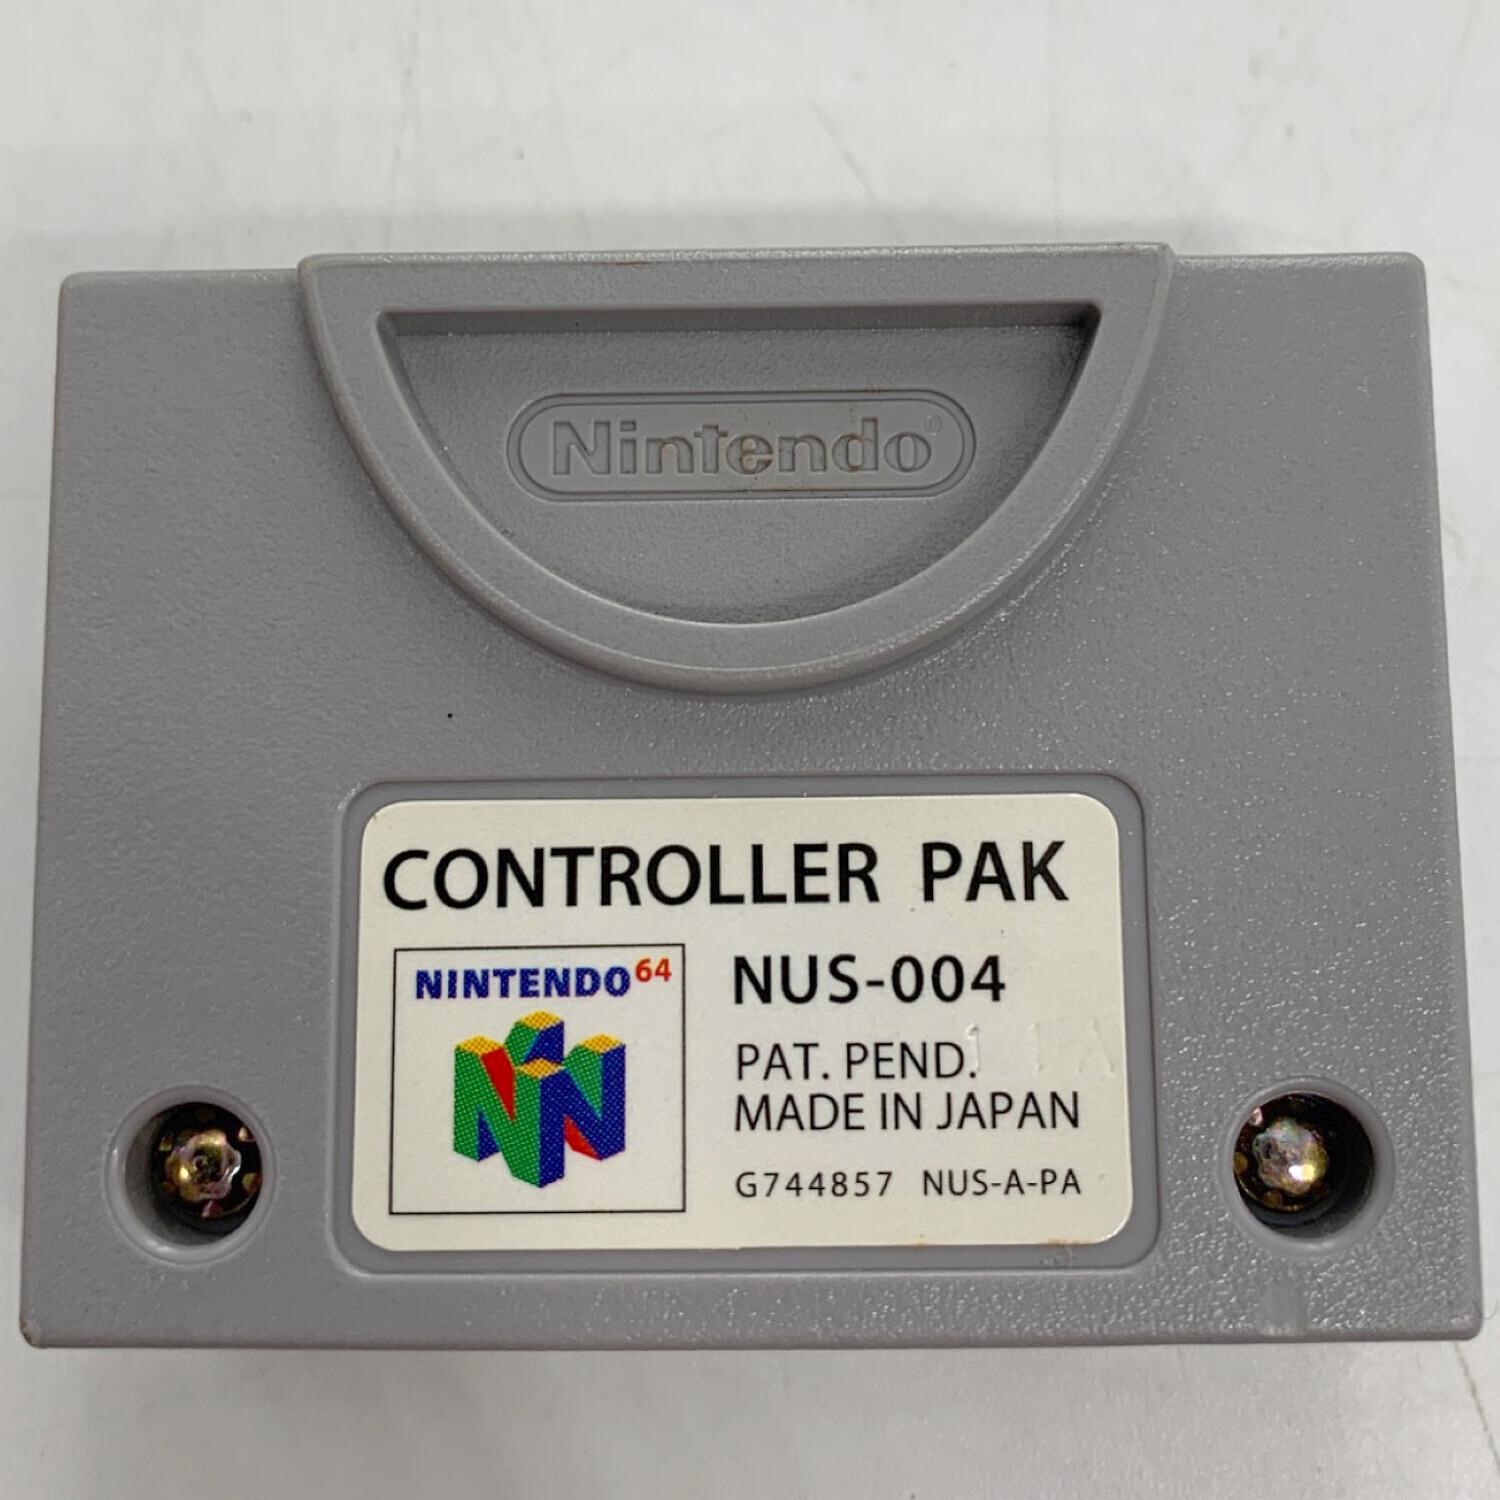 Nintendo®
CONTROLLER PAK
NINTENDO64
NUS-004
PAT. PEND.
MADE IN JAPAN
G744857 NUS-A-PA